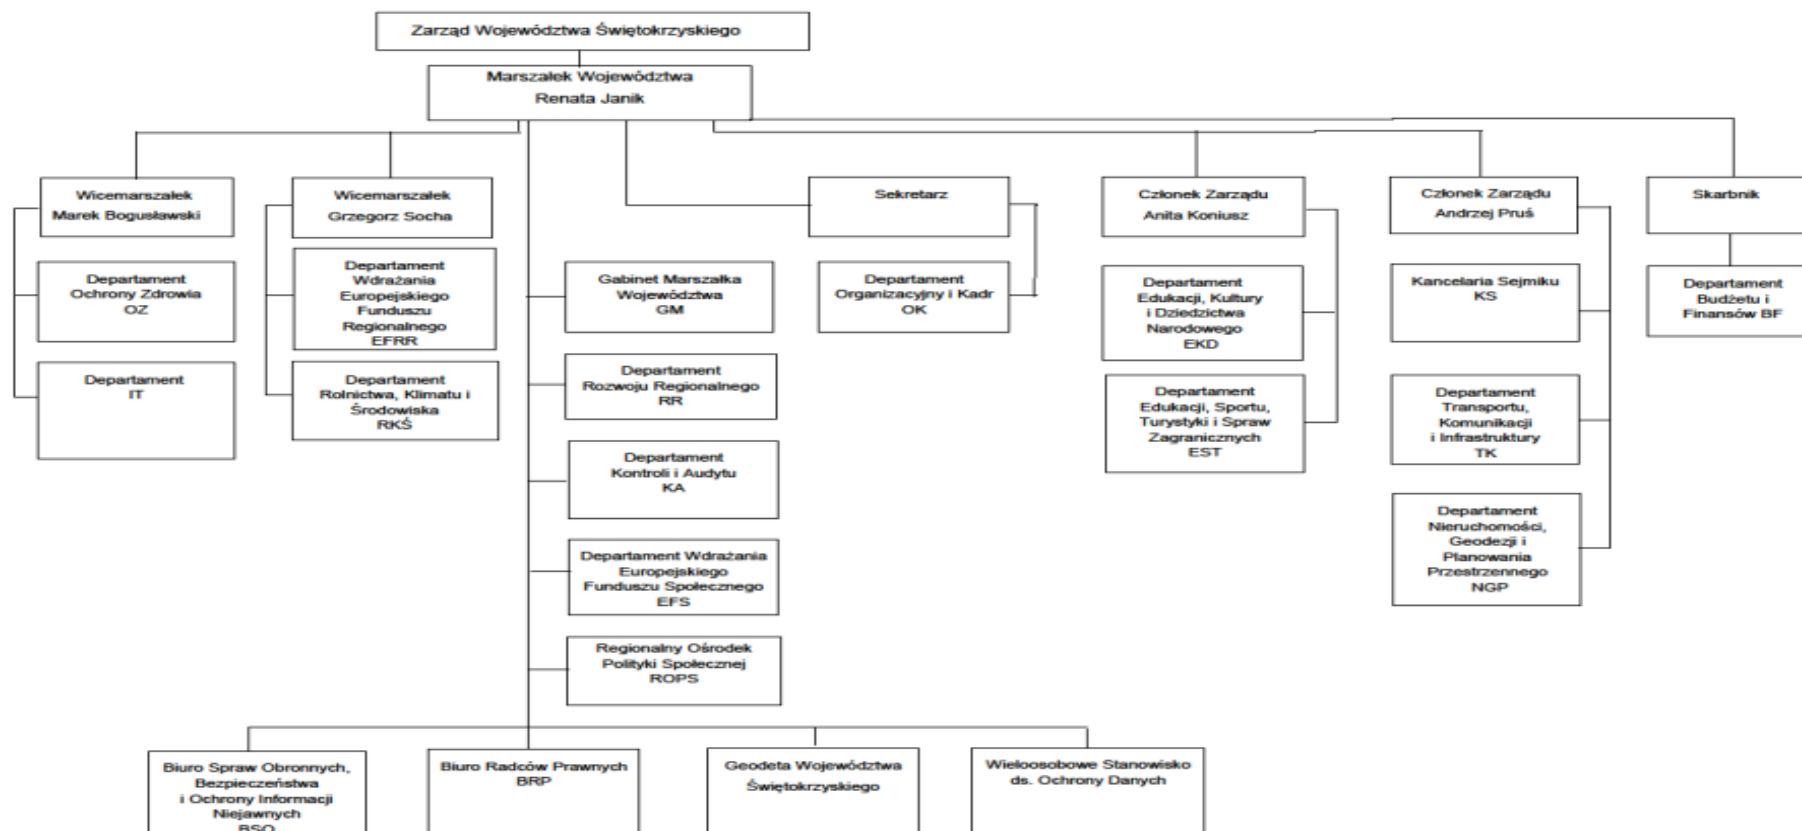 Zarząd Województwa Świętokrzyskiego
Marszałek Województwa
Renata Janik
Wicemarszałek
Marek Bogusławski
Wicemarszałek
Grzegorz Socha
Sekretarz
Członek Zarządu
Anita Koniusz
Członek Zarządu
Andrzej Pruś
Skarbnik
Departament
Ochrony Zdrowia
OZ
Departament
Wdrażania
Europejskiego
Funduszu
Regionalnego
EFRR
Gabinet Marszałka
Województwa
GM
Departament
Organizacyjny i Kadr
OK
Departament
Edukacji, Kultury
i Dziedzictwa
Narodowego
EKD
Kancelaria Sejmiku
KS
Departament
Budżetu i
Finansów BF
Departament
IT
Departament
Rolnictwa, Klimatu i
Środowiska
RKŚ
Departament
Rozwoju Regionalnego
RR
Departament
Edukacji, Sportu,
Turystyki i Spraw
Zagranicznych
EST
Departament
Transportu,
Komunikacji
i Infrastruktury
TK
Departament
Kontroli i Audytu
KA
Departament
Nieruchomości,
Geodezji i
Planowania
Przestrzennego
NGP
Departament Wdrażania
Europejskiego
Funduszu Społecznego
EFS
Regionalny Ośrodek
Polityki Społecznej
ROPS
Biuro Spraw Obronnych,
Bezpieczeństwa
i Ochrony Informacji
Niejawnych
BSO
Biuro Radców Prawnych
BRP
Geodeta Województwa
Świętokrzyskiego
Wieloosobowe Stanowisko
ds. Ochrony Danych